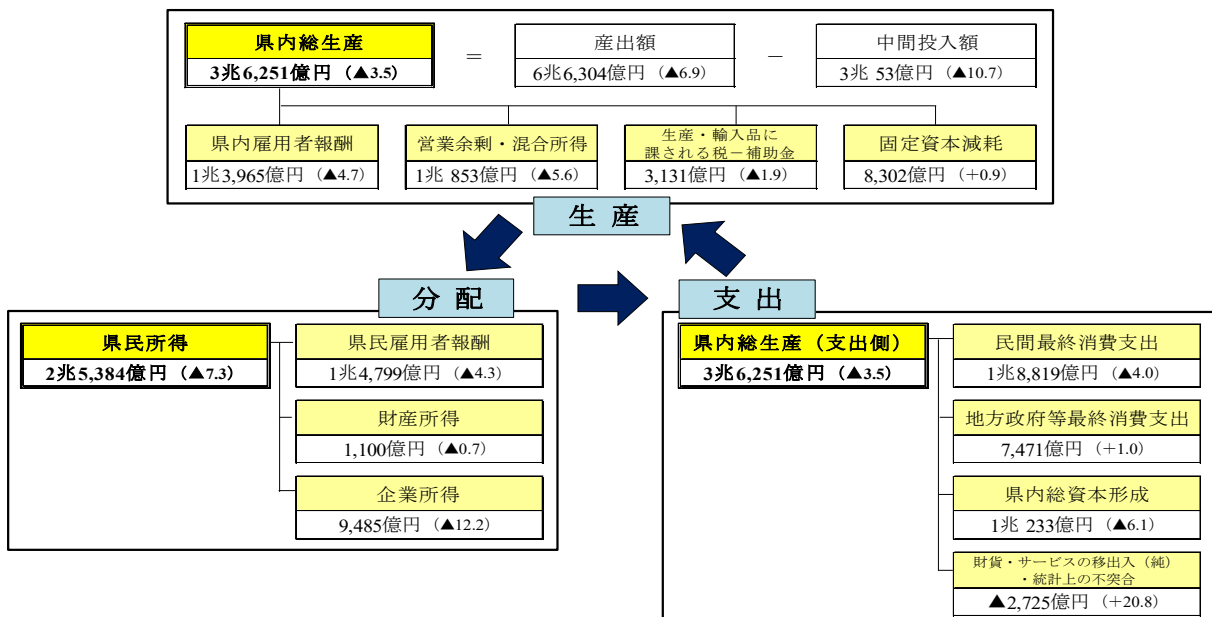 県内総生産
3兆6,251億円 (▲3.5)
=
産出額
6兆6,304億円 (▲6.9)
−
中間投入額
3兆 53億円 (▲10.7)
県内雇用者報酬
1兆3,965億円 (▲4.7)
営業余剰・混合所得
1兆 853億円 (▲5.6)
生産・輸入品に
課される税－補助金
3,131億円 (▲1.9)
固定資本減耗
8,302億円 (+0.9)
生 産
分 配
県民所得
2兆5,384億円 (▲7.3)
県民雇用者報酬
1兆4,799億円 (▲4.3)
財産所得
1,100億円 (▲0.7)
企業所得
9,485億円 (▲12.2)
支 出
県内総生産（支出側）
3兆6,251億円 (▲3.5)
民間最終消費支出
1兆8,819億円 (▲4.0)
地方政府等最終消費支出
7,471億円 (+1.0)
県内総資本形成
1兆 233億円 (▲6.1)
財貨・サービスの移出入（純）
・統計上の不突合
▲2,725億円 (+20.8)